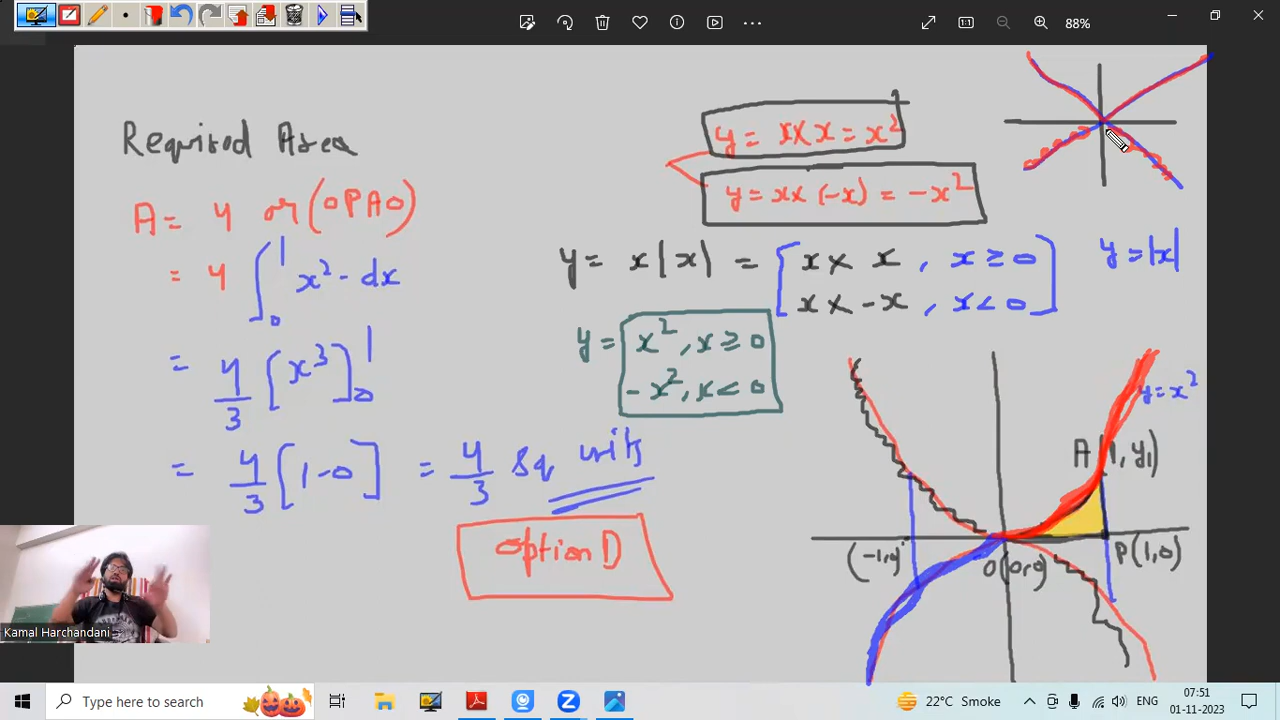 88%
Required Area
A = 4 ar (OPAO)
= 4 ∫₀¹ x² - dx
= 4/3 [x³]₀¹
= 4/3 [1-0] = 4/3 sq units
option D
y = x × x = x²
y = x × (-x) = -x²
y = x|x| = [x × x, x ≥ 0
x × -x, x < 0]
y = |x|
y = x², x ≥ 0
-x², x < 0
y = x²
A(1, y₁)
(-1,0)
O(0,0)
P(1,0)
Kamal Harchandani
Type here to search
22°C Smoke
ENG
07:51
01-11-2023